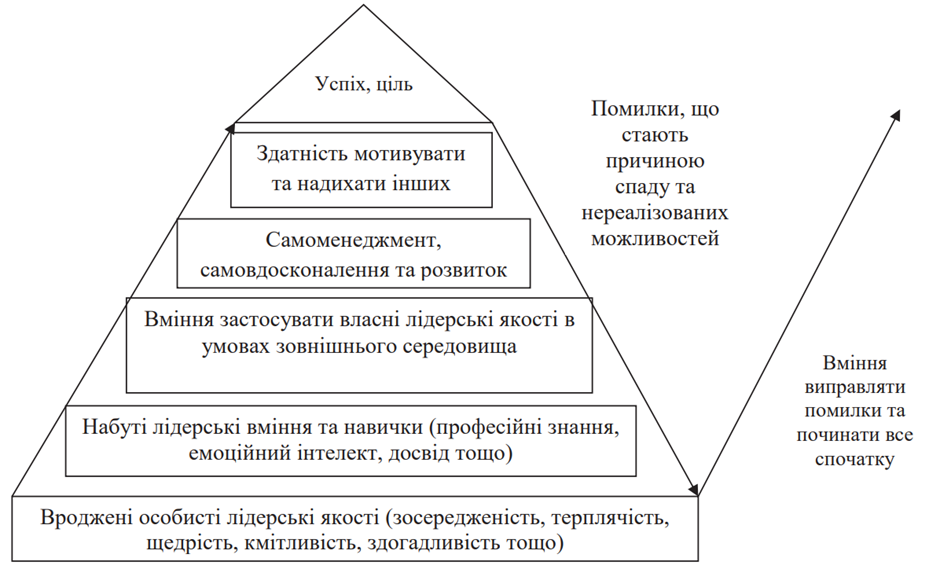 Успіх, ціль
Здатність мотивувати
та надихати інших
Самоменеджмент,
самовдосконалення та розвиток
Вміння застосувати власні лідерські якості в
умовах зовнішнього середовища
Набуті лідерські вміння та навички (професійні знання,
емоційний інтелект, досвід тощо)
Вроджені особисті лідерські якості (зосередженість, терплячість,
щедрість, кмітливість, здогадливість тощо)
Помилки, що
стають
причиною
спаду та
нереалізованих
можливостей
Вміння
виправляти
помилки та
починати все
спочатку